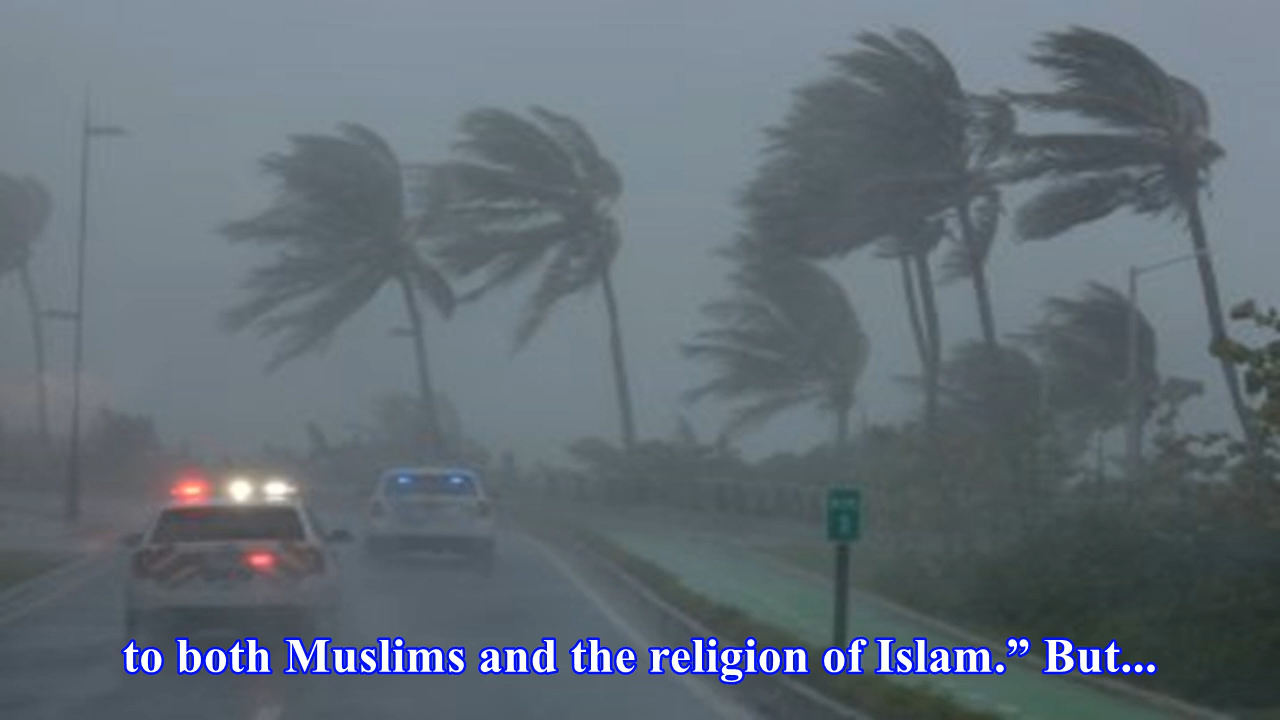 to both Muslims and the religion of Islam.” But...